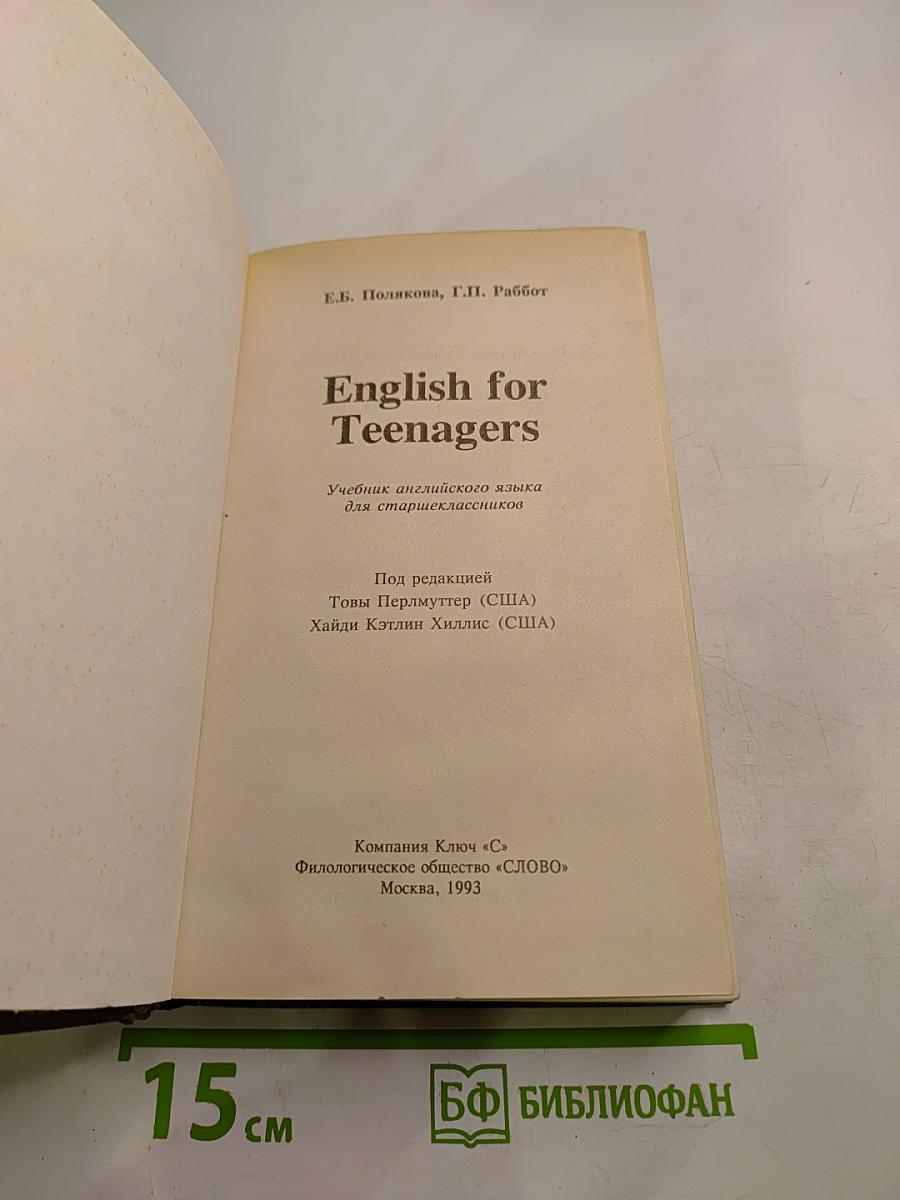 Е.Б. Полякова, Г.П. Раббот
English for
Teenagers
Учебник английского языка
для старшеклассников
Под редакцией
Товы Перлмуттер (США)
Хайди Кэтлин Хиллис (США)
Компания Ключ «С»
Филологическое общество «СЛОВО»
Москва, 1993
15 см
БФ БИБЛИОФАН